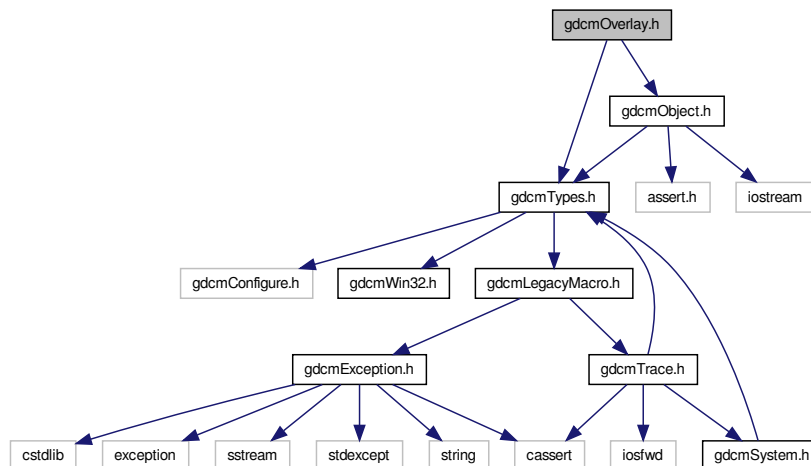 gdcmOverlay.h
gdcmObject.h
gdcmTypes.h
assert.h
iostream
gdcmConfigure.h
gdcmWin32.h
gdcmLegacyMacro.h
gdcmException.h
gdcmTrace.h
cstdlib
exception
sstream
stdexcept
string
cassert
iosfwd
gdcmSystem.h